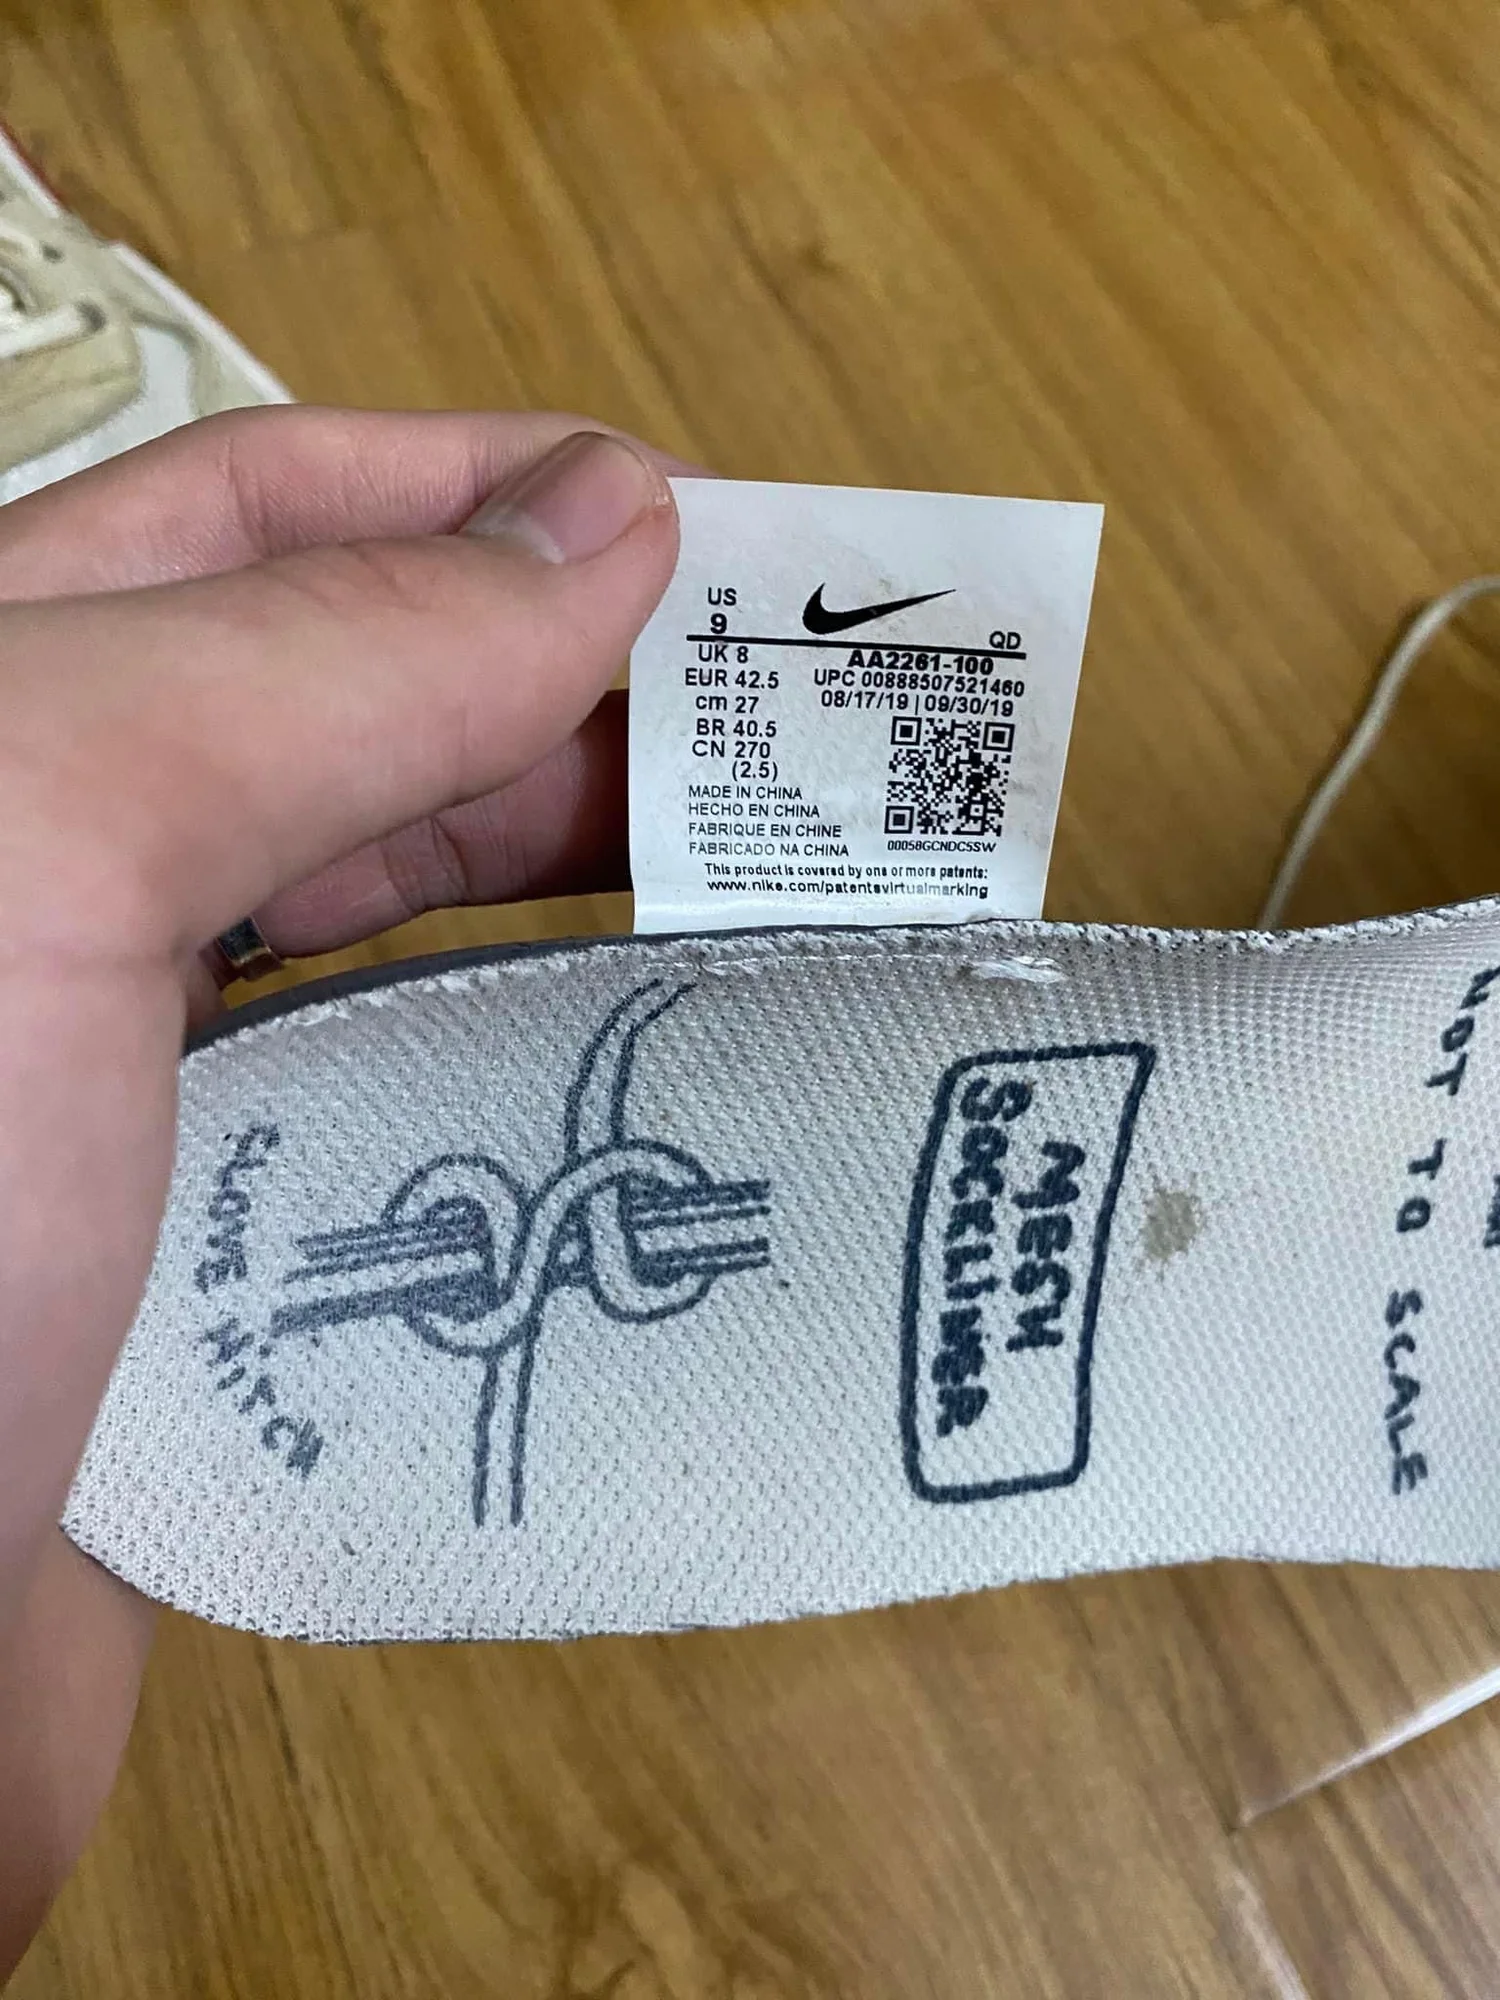 US
9
QD
UK 8
AA2261-100
EUR 42.5
UPC 00888507521460
cm 27
08/17/19 | 09/30/19
BR 40.5
CN 270
(2.5)
MADE IN CHINA
HECHO EN CHINA
FABRIQUE EN CHINE
FABRICADO NA CHINA
00058GCNDC5SW
This product is covered by one or more patents:
www.nike.com/patentsvirtualmarking
MESH
SOCKLINER
HITCH
NOT TO SCALE